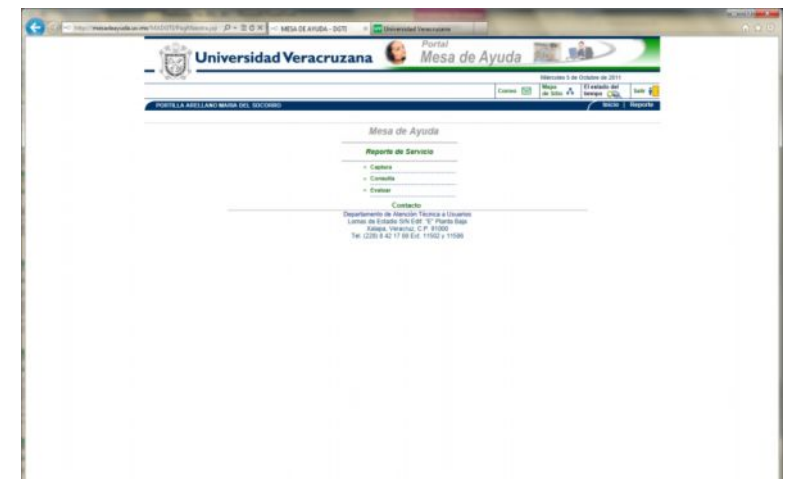 MESA DE AYUDA - DGTI
Universidad Veracruzana
Universidad Veracruzana
Portal
Mesa de Ayuda
Miércoles 5 de Octubre de 2011
Correo
Mapa de Sitio
El estado del tiempo
Salir
PORTILLA ARELLANO MARIA DEL SOCORRO
Inicio | Reporte
Mesa de Ayuda
Reporte de Servicio
Captura
Consulta
Evaluar
Contacto
Departamento de Atención Técnica a Usuarios
Lomas de Estadio S/N Edif. "E" Planta Baja
Xalapa, Veracruz, C.P. 91000
Tel. (228) 8 42 17 00 Ext. 11502 y 11506